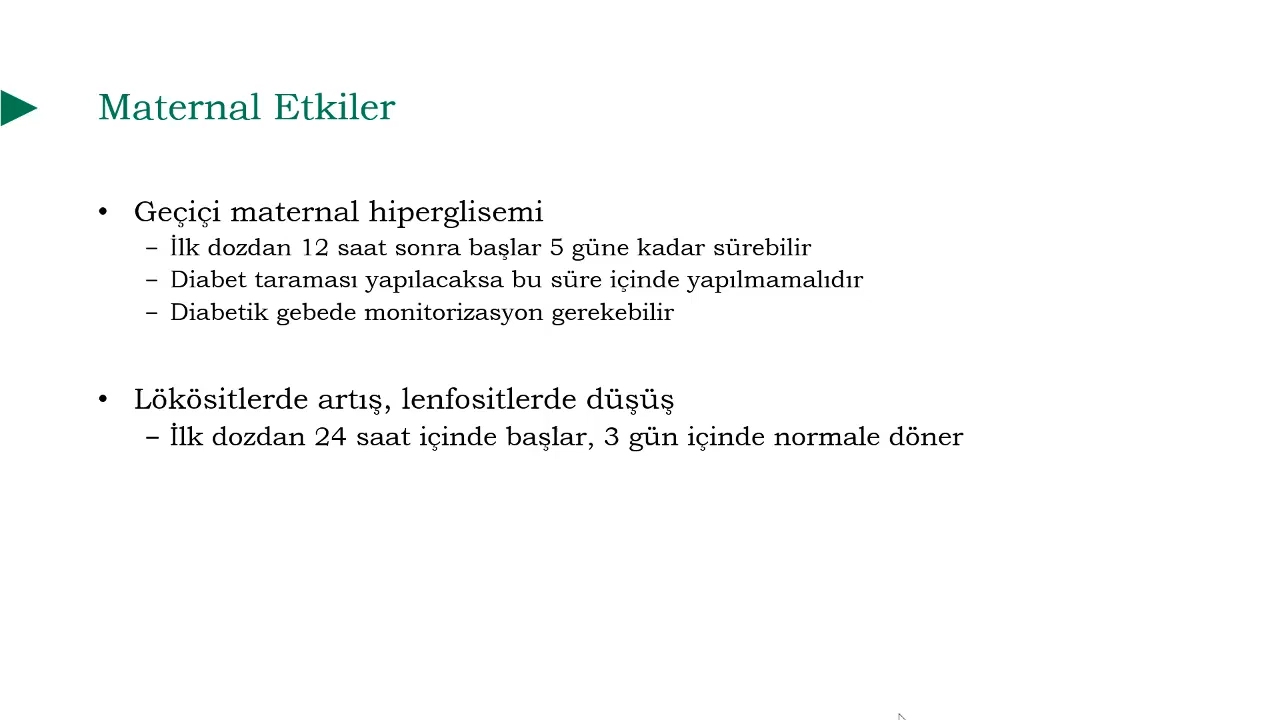 Maternal Etkiler
• Geçiçi maternal hiperglisemi
– İlk dozdan 12 saat sonra başlar 5 güne kadar sürebilir
– Diabet taraması yapılacaksa bu süre içinde yapılmamalıdır
– Diabetik gebede monitorizasyon gerekebilir
• Lökösitlerde artış, lenfositlerde düşüş
– İlk dozdan 24 saat içinde başlar, 3 gün içinde normale döner